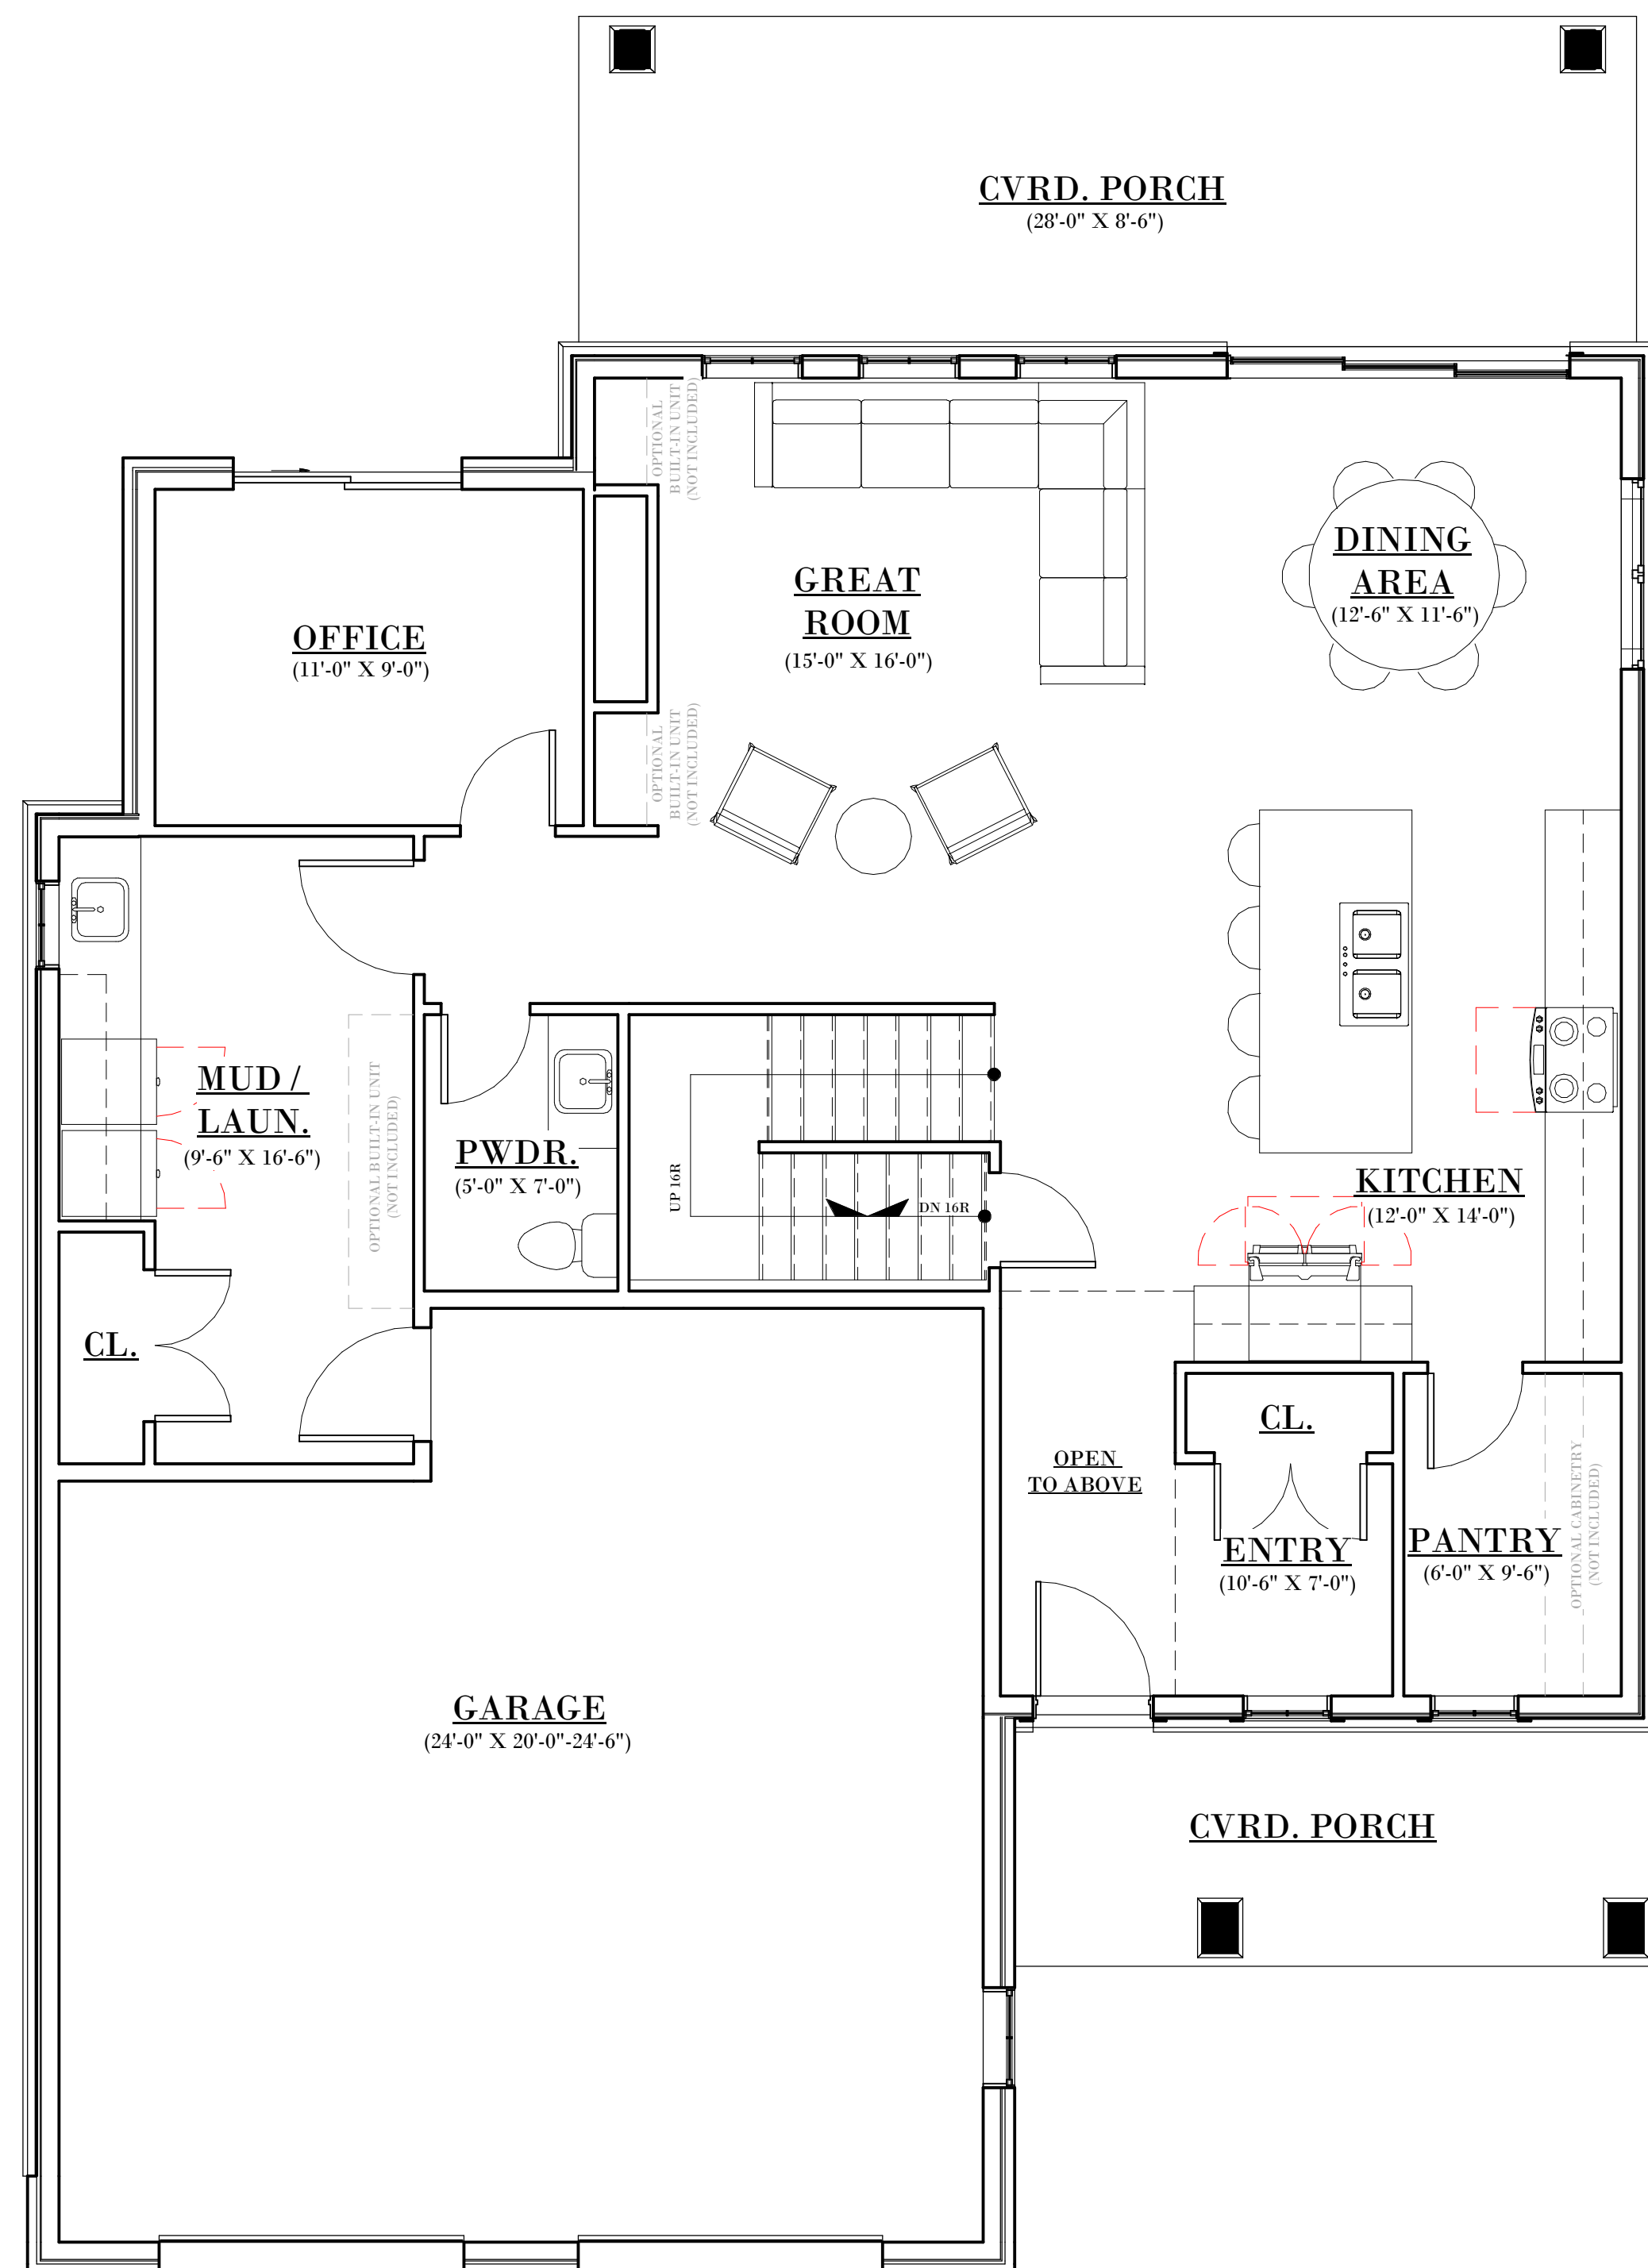 CVRD. PORCH
(28'-0" X 8'-6")
OPTIONAL
BUILT-IN UNIT
(NOT INCLUDED)
DINING
AREA
(12'-6" X 11'-6")
GREAT
ROOM
(15'-0" X 16'-0")
OFFICE
(11'-0" X 9'-0")
OPTIONAL
BUILT-IN UNIT
(NOT INCLUDED)
MUD /
LAUN.
(9'-6" X 16'-6")
OPTIONAL BUILT-IN UNIT
(NOT INCLUDED)
PWDR.
(5'-0" X 7'-0")
UP 16R
DN 16R
KITCHEN
(12'-0" X 14'-0")
CL.
CL.
OPEN
TO ABOVE
ENTRY
(10'-6" X 7'-0")
PANTRY
(6'-0" X 9'-6")
OPTIONAL CABINETRY
(NOT INCLUDED)
GARAGE
(24'-0" X 20'-0"-24'-6")
CVRD. PORCH